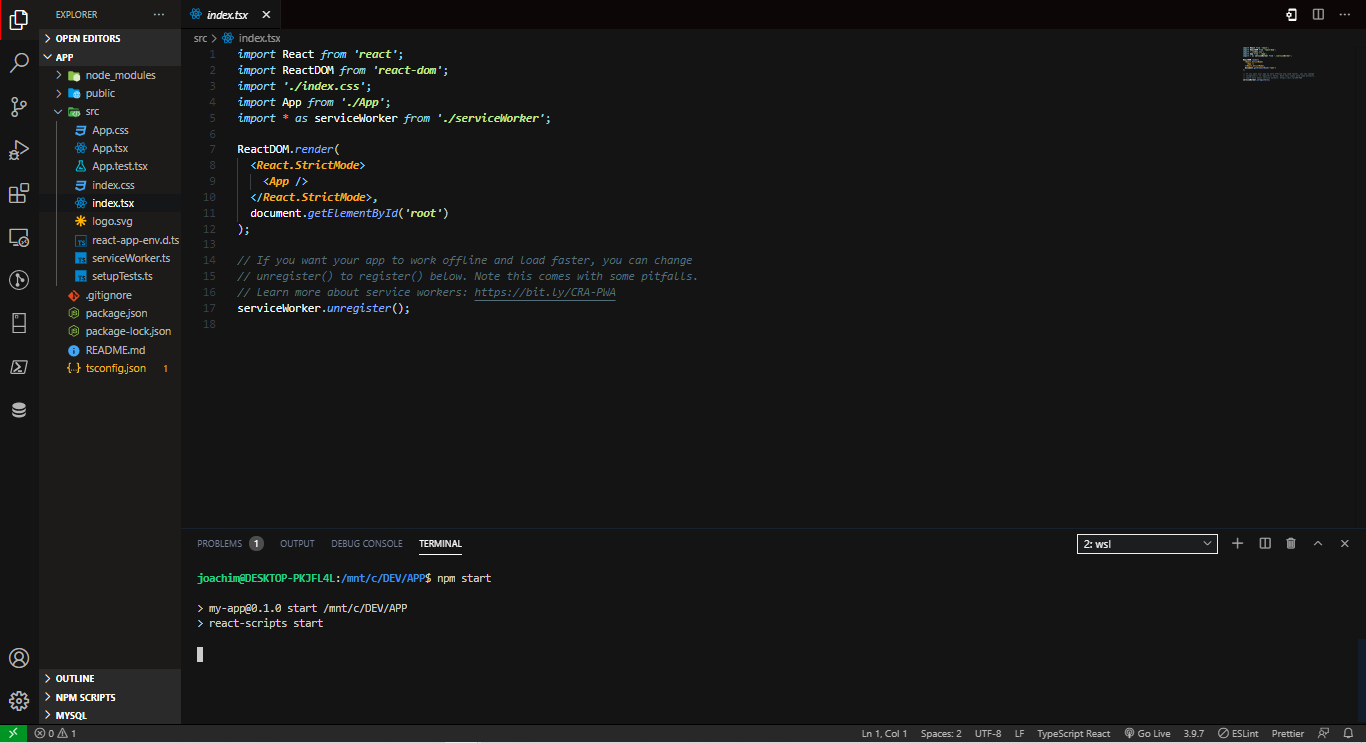 EXPLORER
···
OPEN EDITORS
APP
node_modules
public
src
App.css
App.tsx
App.test.tsx
index.css
index.tsx
logo.svg
react-app-env.d.ts
serviceWorker.ts
setupTests.ts
.gitignore
package.json
package-lock.json
README.md
{..} tsconfig.json 1
OUTLINE
NPM SCRIPTS
MYSQL
index.tsx
src > index.tsx
1 import React from 'react';
2 import ReactDOM from 'react-dom';
3 import './index.css';
4 import App from './App';
5 import * as serviceWorker from './serviceWorker';
6
7 ReactDOM.render(
8 <React.StrictMode>
9 <App />
10 </React.StrictMode>,
11 document.getElementById('root')
12 );
13
14 // If you want your app to work offline and load faster, you can change
15 // unregister() to register() below. Note this comes with some pitfalls.
16 // Learn more about service workers: https://bit.ly/CRA-PWA
17 serviceWorker.unregister();
18
PROBLEMS 1 OUTPUT DEBUG CONSOLE TERMINAL 2: wsl
joachim@DESKTOP-PKJFL4L:/mnt/c/DEV/APP$ npm start
> my-app@0.1.0 start /mnt/c/DEV/APP
> react-scripts start
0 1 Ln 1, Col 1 Spaces: 2 UTF-8 LF TypeScript React Go Live 3.9.7 ESLint Prettier